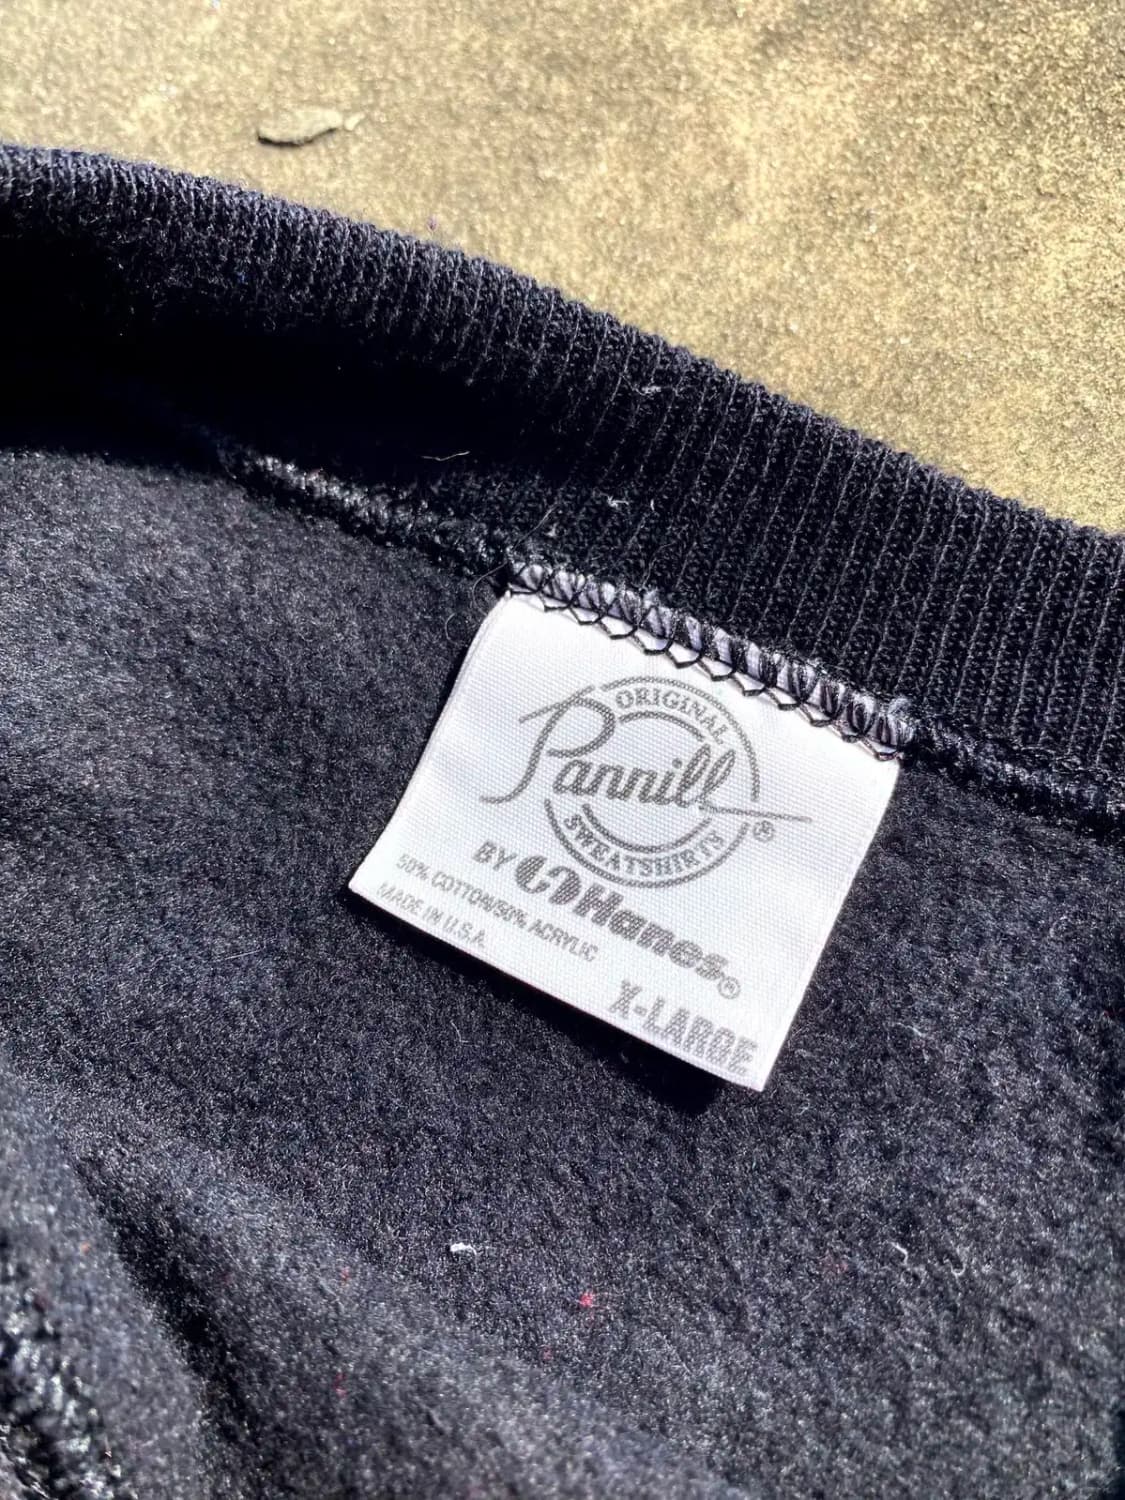 ORIGINAL
Pannill®
SWEATSHIRTS
BY Hanes®
50% COTTON/50% ACRYLIC
MADE IN U.S.A.
X-LARGE